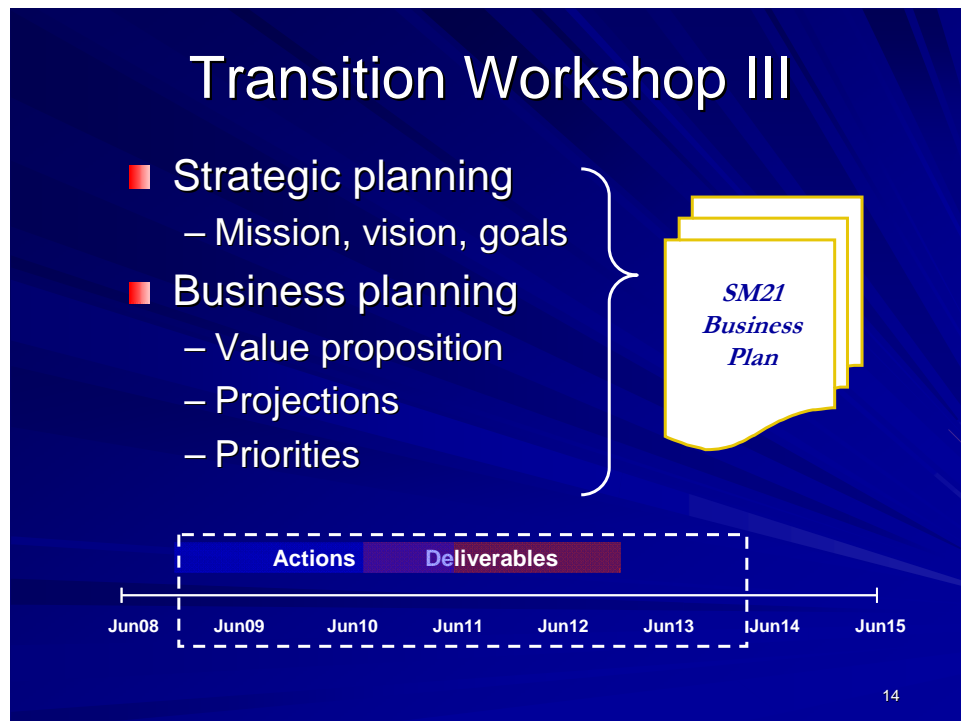 Transition Workshop III
Strategic planning
– Mission, vision, goals
Business planning
– Value proposition
– Projections
– Priorities
SM21
Business
Plan
Actions Deliverables
Jun08 Jun09 Jun10 Jun11 Jun12 Jun13 Jun14 Jun15
14